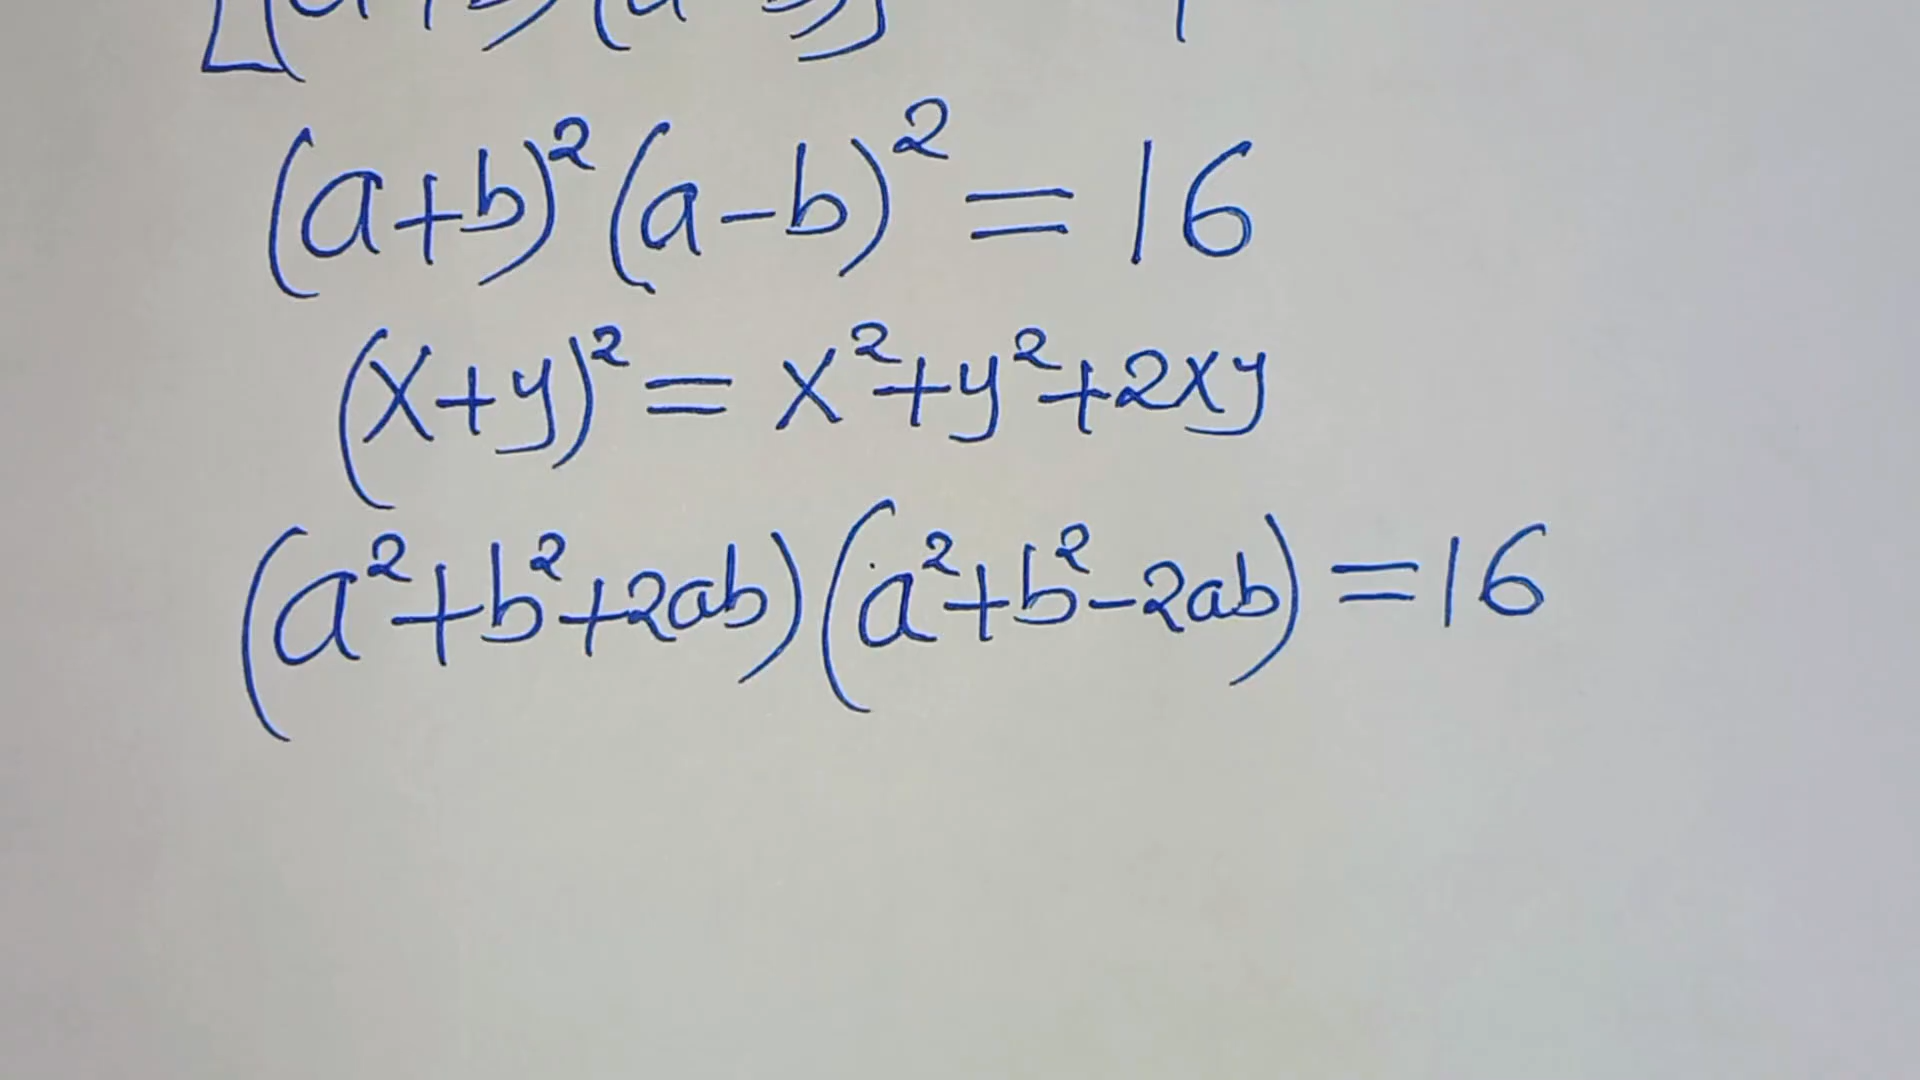 (a+b)²(a-b)² = 16
(x+y)² = x²+y²+2xy
(a²+b²+2ab)(a²+b²-2ab) = 16